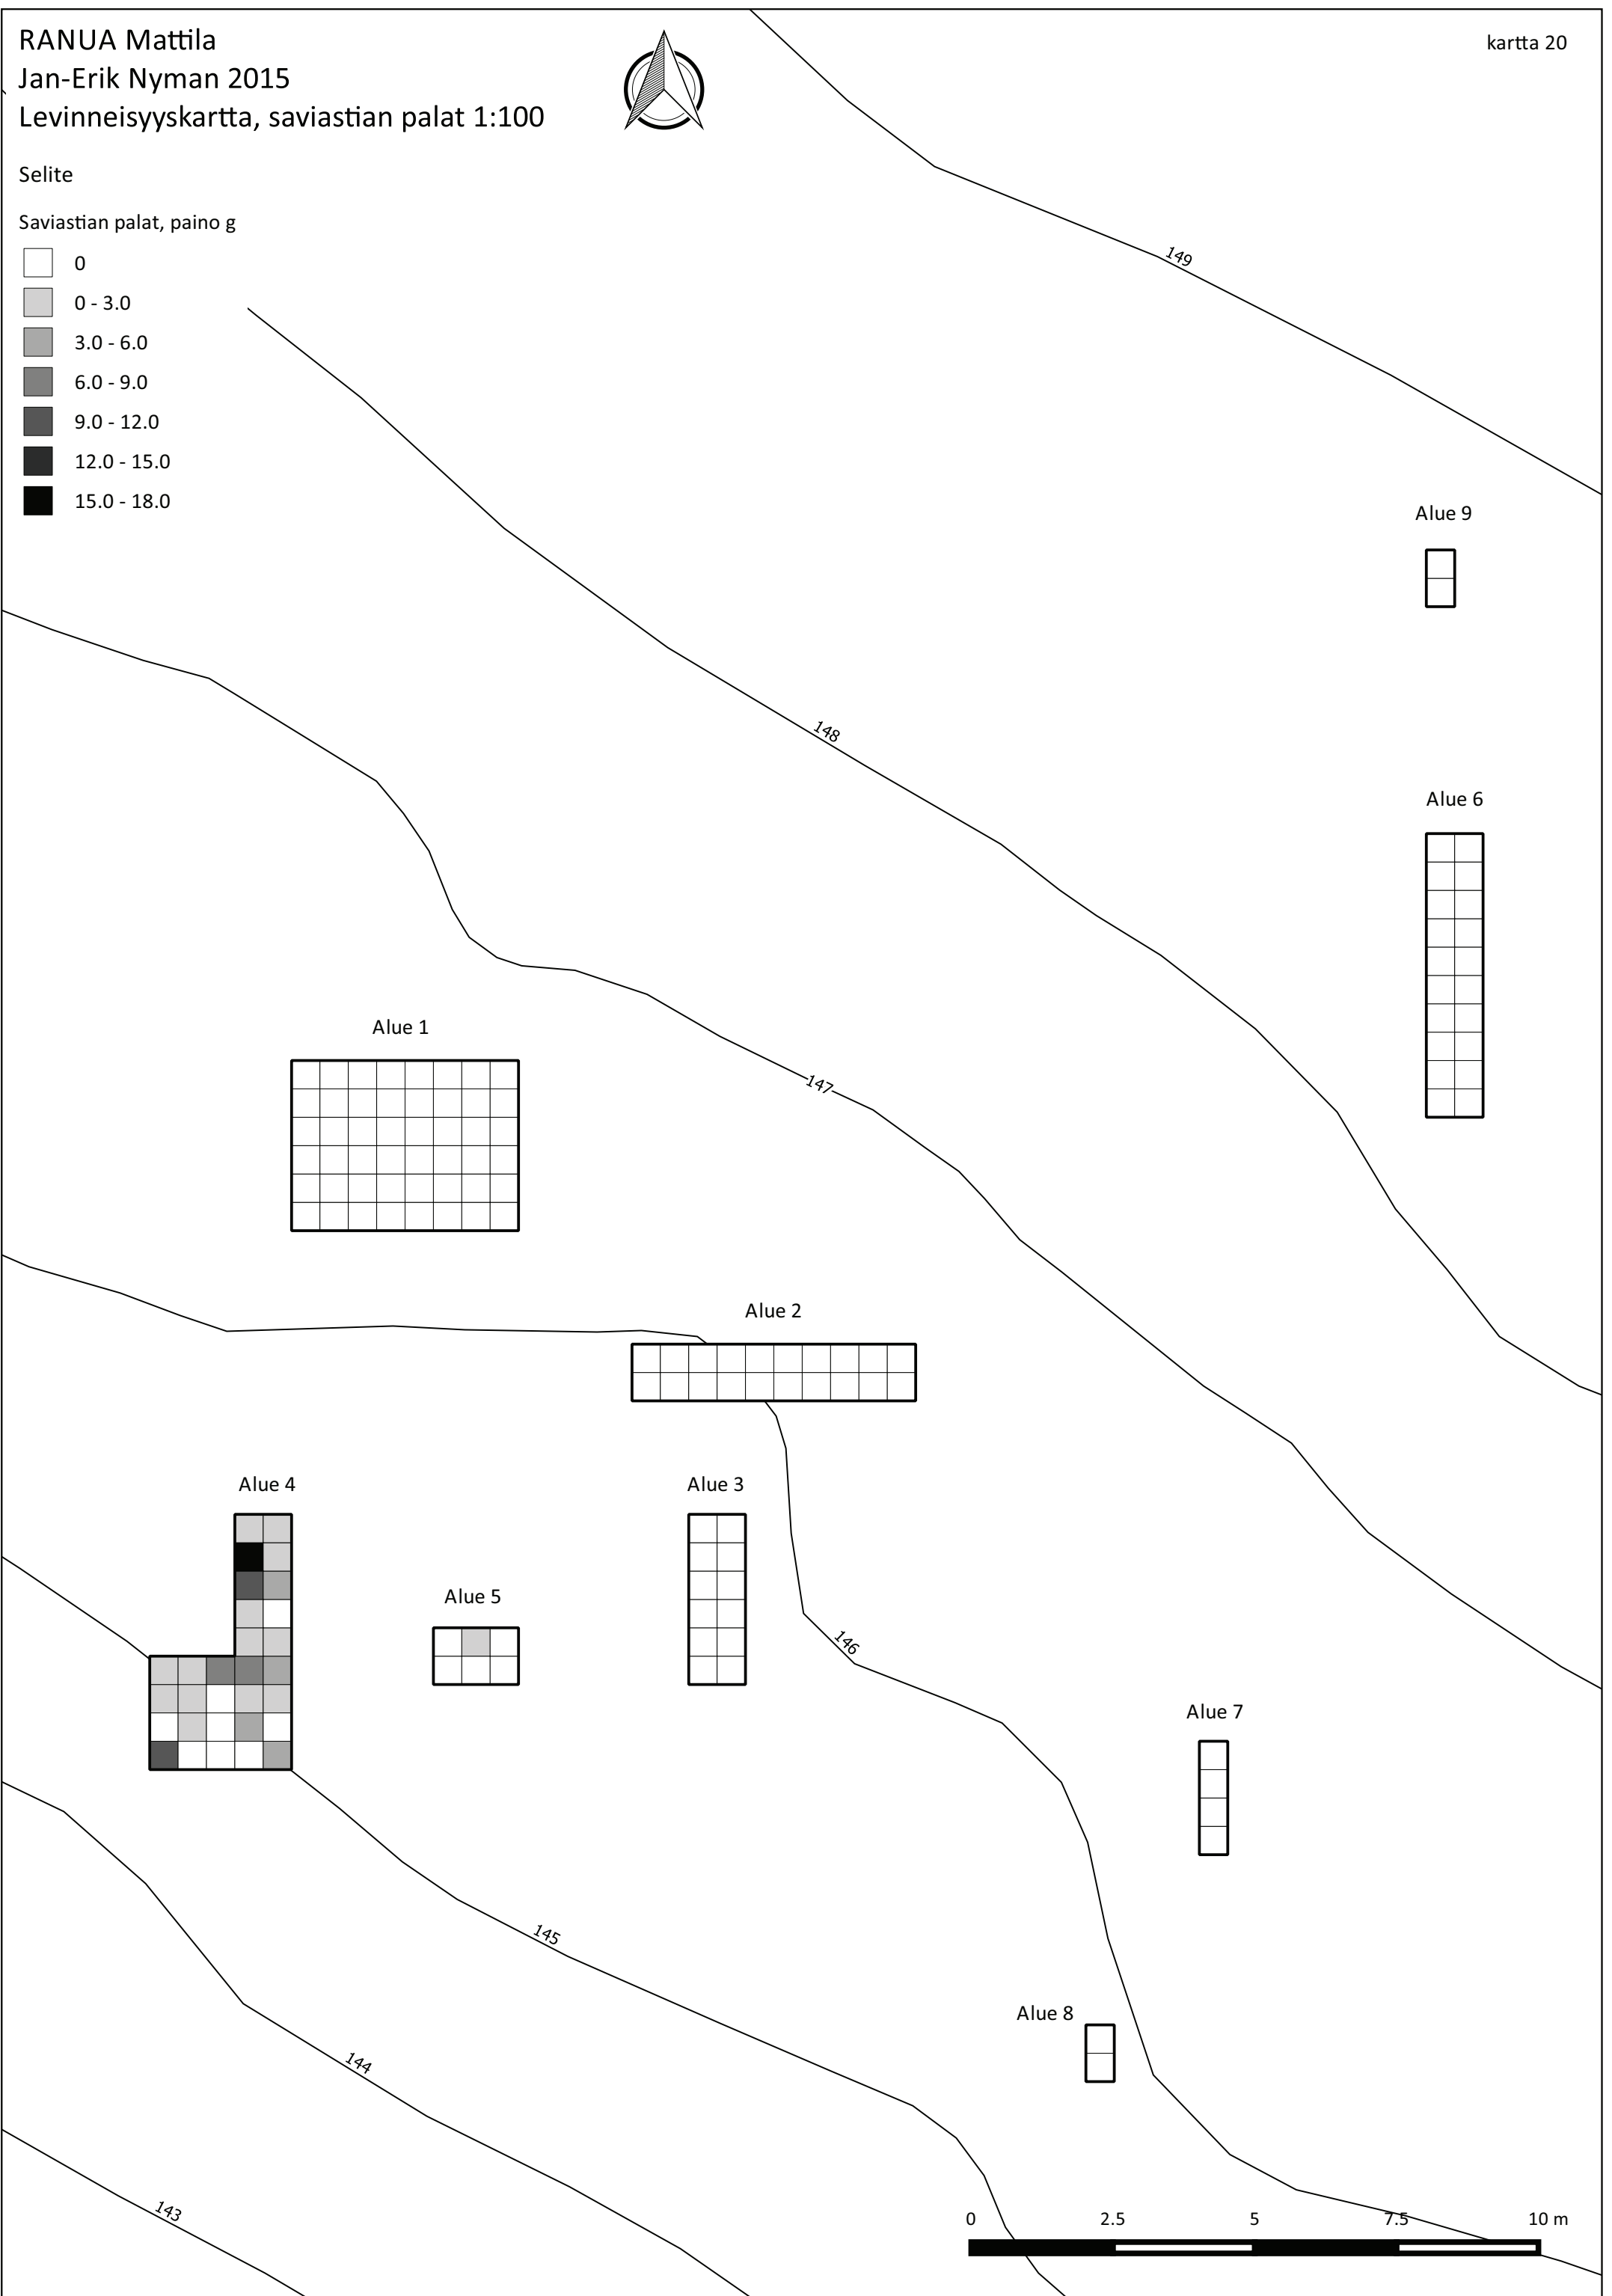 RANUA Mattila
Jan-Erik Nyman 2015
Levinneisyyskartta, saviastian palat 1:100
kartta 20
Selite
Saviastian palat, paino g
0
0 - 3.0
3.0 - 6.0
6.0 - 9.0
9.0 - 12.0
12.0 - 15.0
15.0 - 18.0
149
Alue 9
148
Alue 6
Alue 1
147
Alue 2
Alue 4
Alue 3
Alue 5
146
Alue 7
145
Alue 8
144
143
0 2.5 5 7.5 10 m